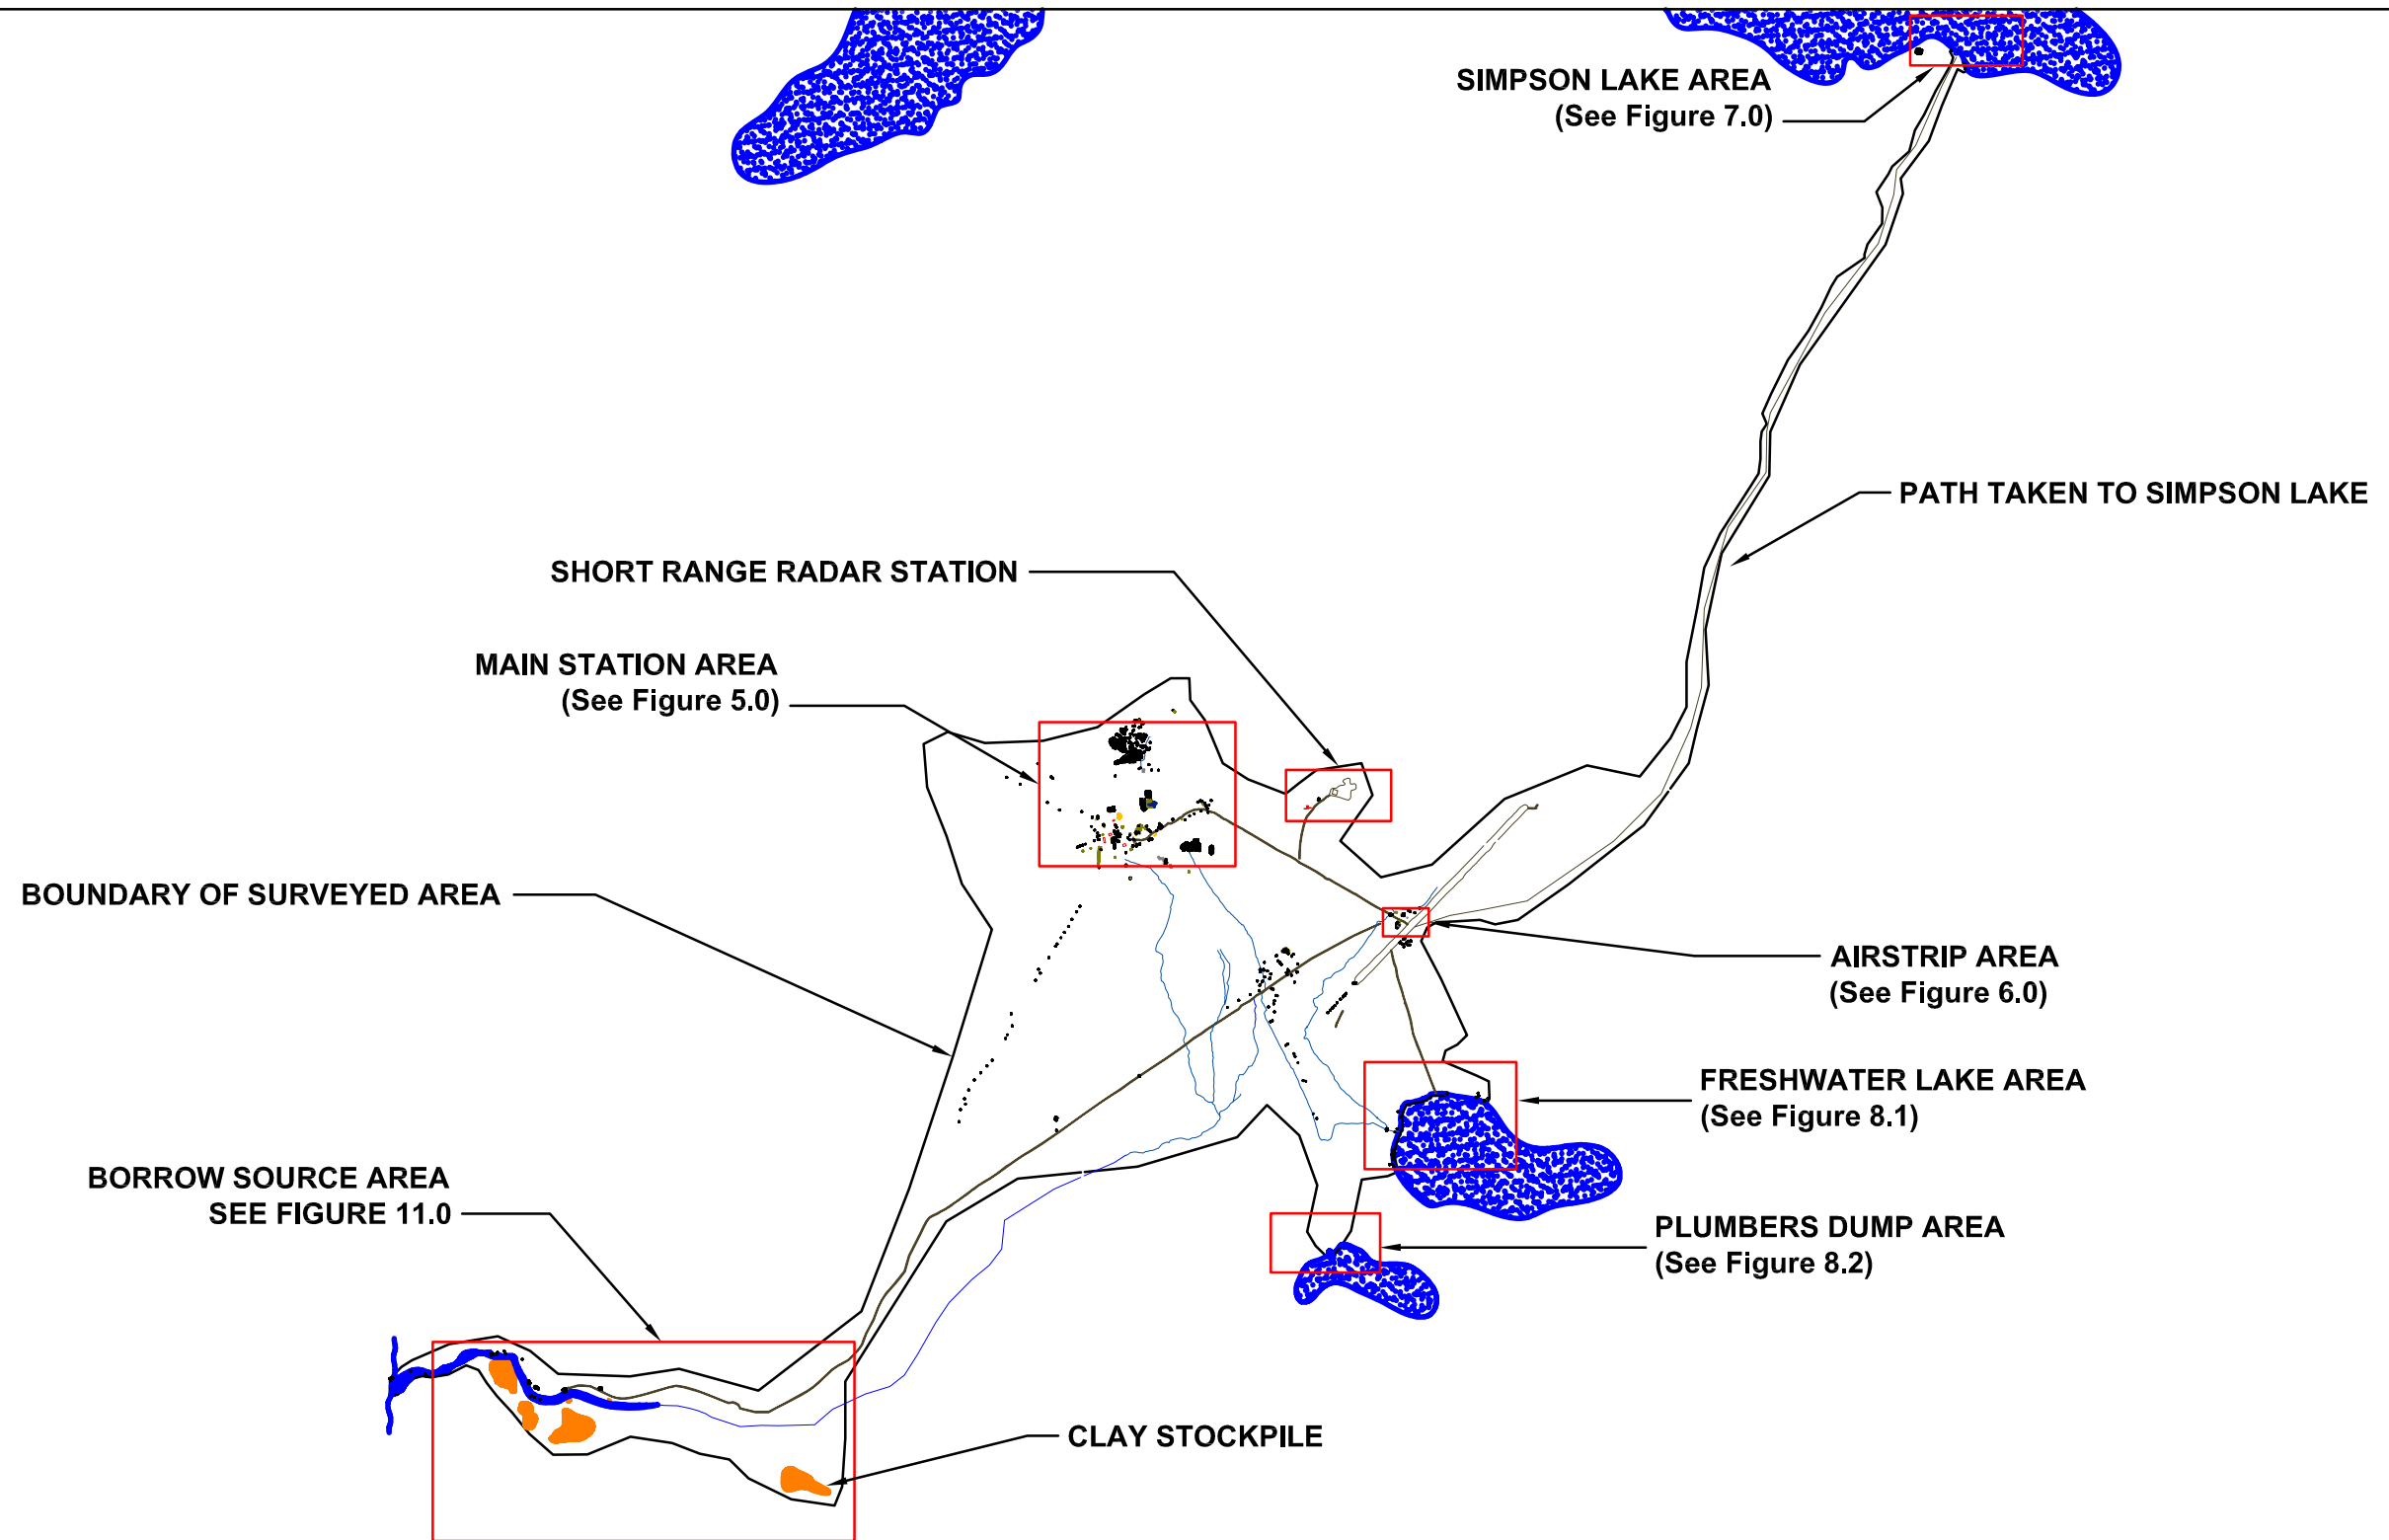 SIMPSON LAKE AREA
(See Figure 7.0)
PATH TAKEN TO SIMPSON LAKE
SHORT RANGE RADAR STATION
MAIN STATION AREA
(See Figure 5.0)
BOUNDARY OF SURVEYED AREA
AIRSTRIP AREA
(See Figure 6.0)
FRESHWATER LAKE AREA
(See Figure 8.1)
BORROW SOURCE AREA
SEE FIGURE 11.0
PLUMBERS DUMP AREA
(See Figure 8.2)
CLAY STOCKPILE